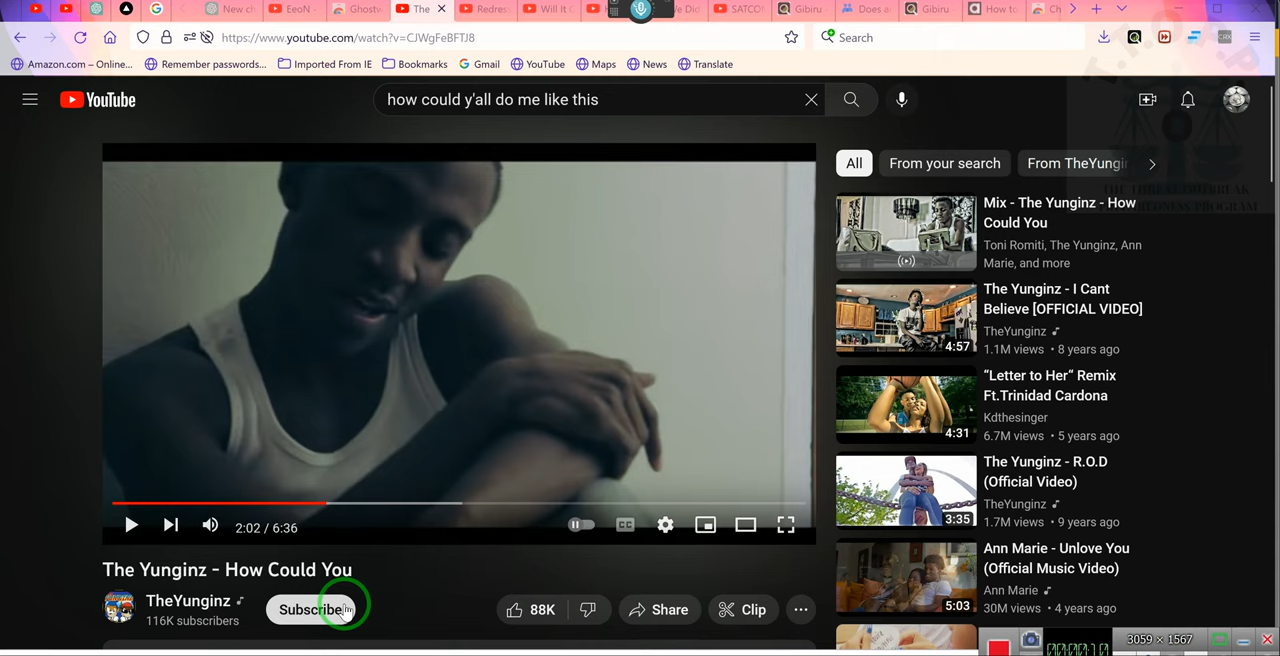 New ch
EeoN -
Ghostw
The
Redres
Will It
We Did
SATCO
Gibiru
Does a
Gibiru -
How to
https://www.youtube.com/watch?v=CJWgFeBFTJ8
Search
Amazon.com – Online...
Remember passwords...
Imported From IE
Bookmarks
Gmail
YouTube
Maps
News
Translate
YouTube
how could y'all do me like this
All
From your search
From TheYungir
Mix - The Yunginz - How
Could You
Toni Romiti, The Yunginz, Ann
Marie, and more
The Yunginz - I Cant
Believe [OFFICIAL VIDEO]
TheYunginz
1.1M views • 8 years ago
4:57
“Letter to Her“ Remix
Ft.Trinidad Cardona
Kdthesinger
6.7M views • 5 years ago
4:31
The Yunginz - R.O.D
(Official Video)
TheYunginz
1.7M views • 9 years ago
3:35
Ann Marie - Unlove You
(Official Music Video)
Ann Marie
30M views • 4 years ago
5:03
2:02 / 6:36
CC
The Yunginz - How Could You
TheYunginz
116K subscribers
Subscribe
88K
Share
Clip
3059 × 1567